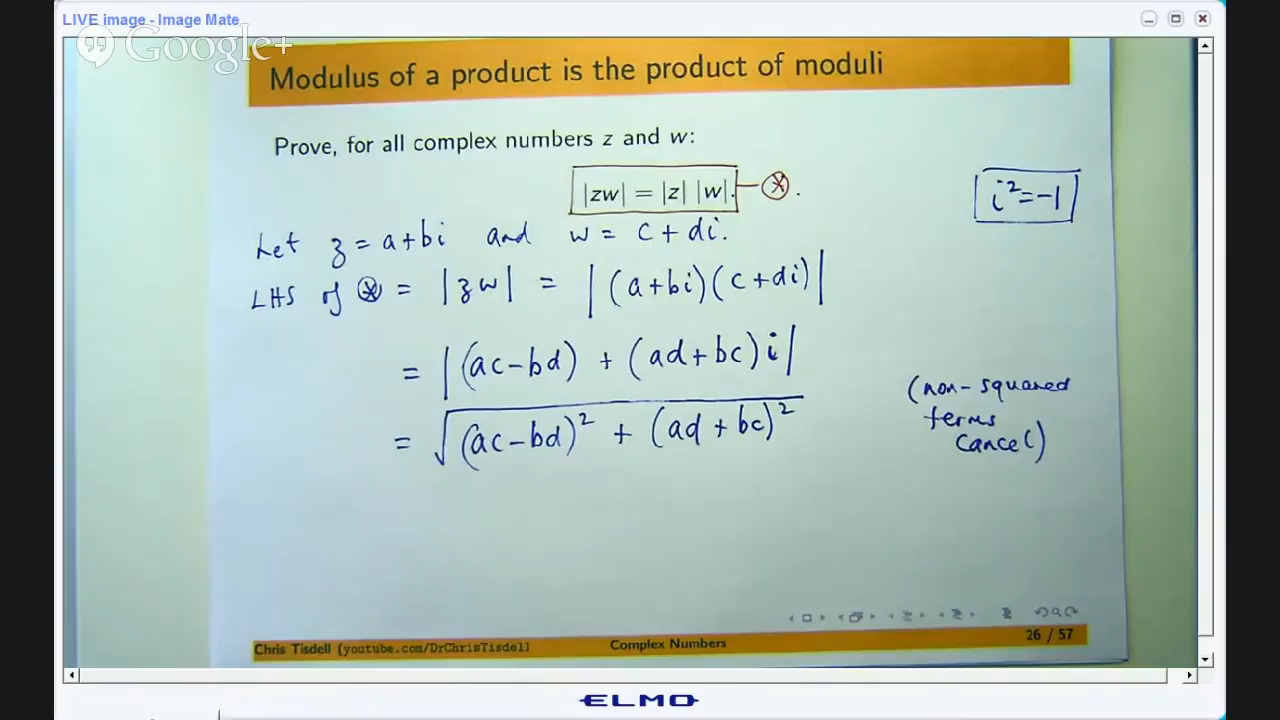 LIVE image - Image Mate
Google+
Modulus of a product is the product of moduli
Prove, for all complex numbers z and w:
|zw| = |z| |w|. — ⊛ .
i² = -1
Let z = a+bi and w = c + di.
LHS of ⊛ = |zw| = |(a+bi)(c+di)|
= |(ac-bd) + (ad+bc)i|
= √((ac-bd)² + (ad+bc)²)
(non-squared
terms
cancel)
Chris Tisdell (youtube.com/DrChrisTisdell
Complex Numbers
26 / 57
ELMO